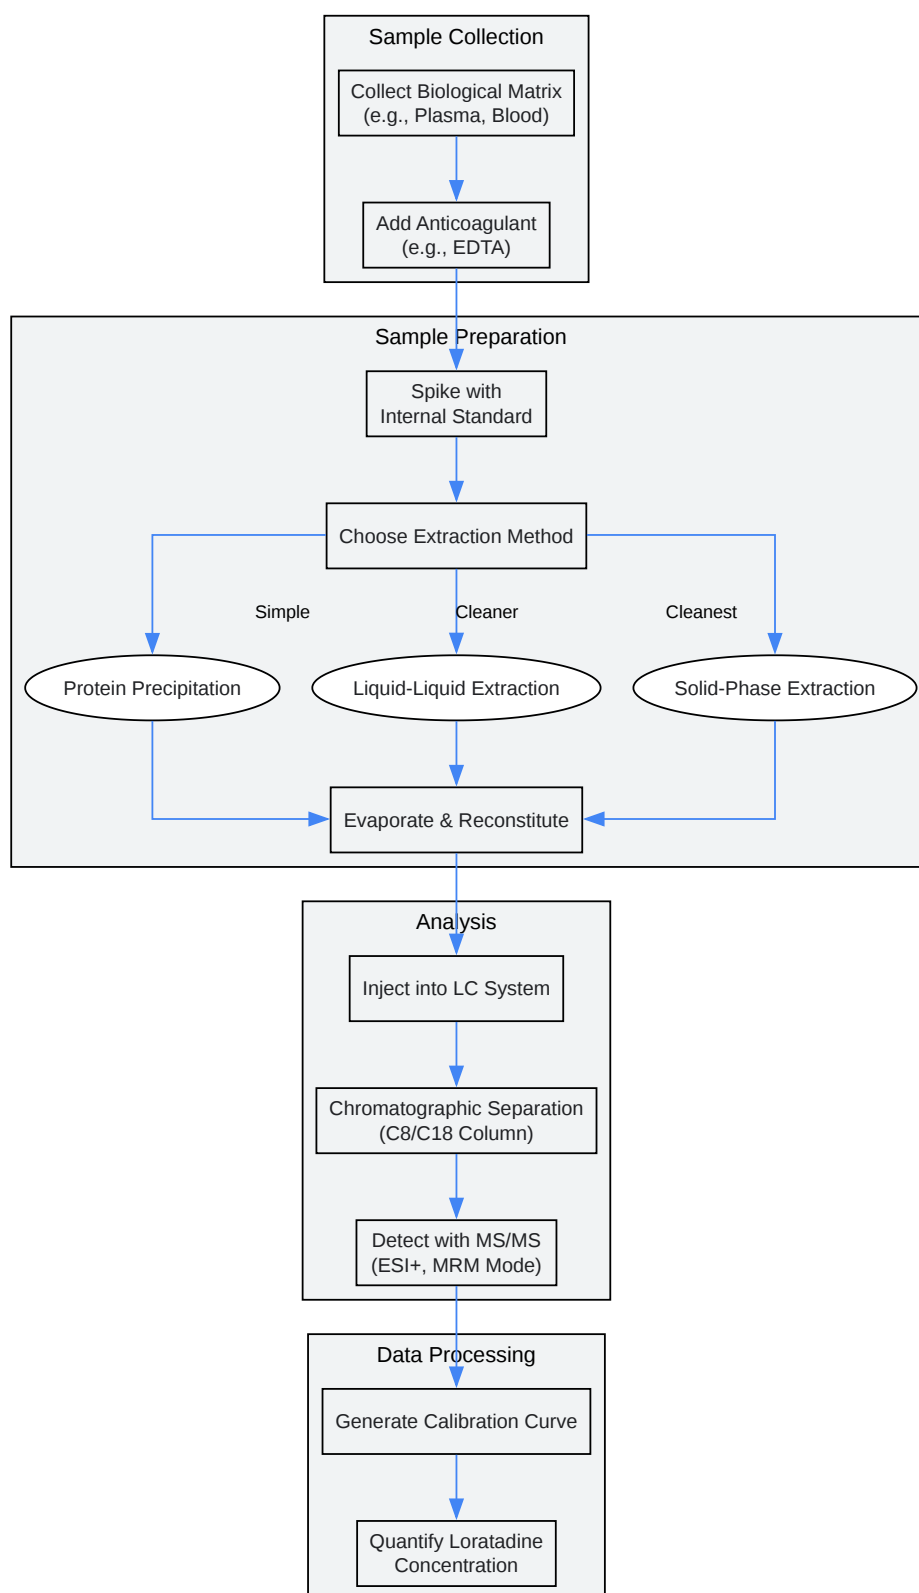 Sample Collection
Collect Biological Matrix
(e.g., Plasma, Blood)
Add Anticoagulant
(e.g., EDTA)
Sample Preparation
Spike with
Internal Standard
Choose Extraction Method
Simple
Cleaner
Cleanest
Protein Precipitation
Liquid-Liquid Extraction
Solid-Phase Extraction
Evaporate & Reconstitute
Analysis
Inject into LC System
Chromatographic Separation
(C8/C18 Column)
Detect with MS/MS
(ESI+, MRM Mode)
Data Processing
Generate Calibration Curve
Quantify Loratadine
Concentration